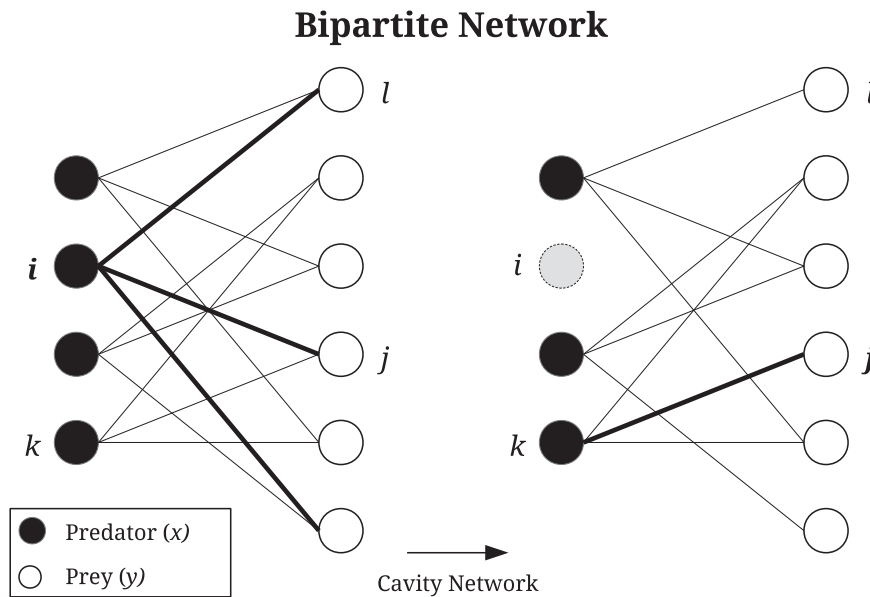 Bipartite Network
l
l
i
i
j
j
k
k
Predator (x)
Prey (y)
Cavity Network